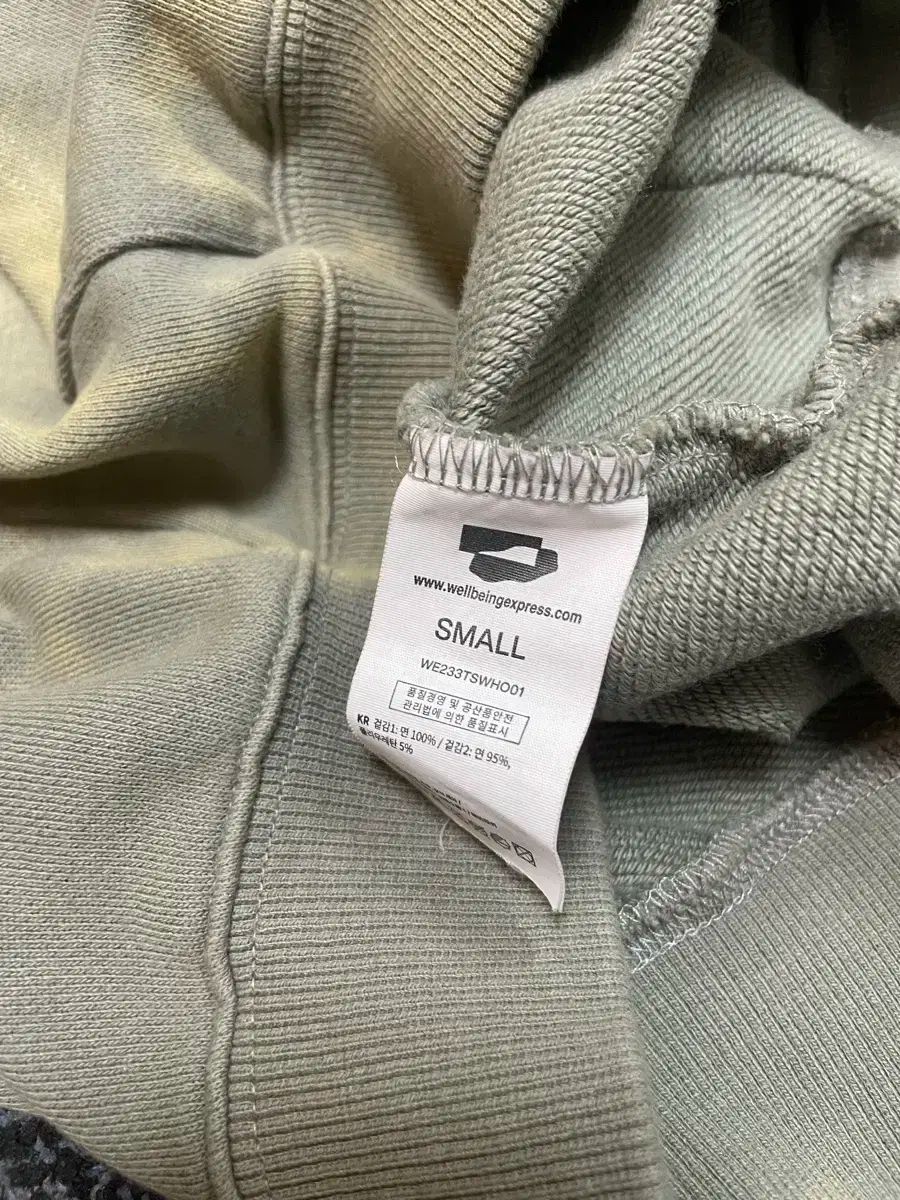 www.wellbeingexpress.com
SMALL
WE233TSWHO01
품질경영 및 공산품안전
관리법에 의한 품질표시
KR 겉감1: 면 100% / 겉감2: 면 95%,
폴리우레탄 5%